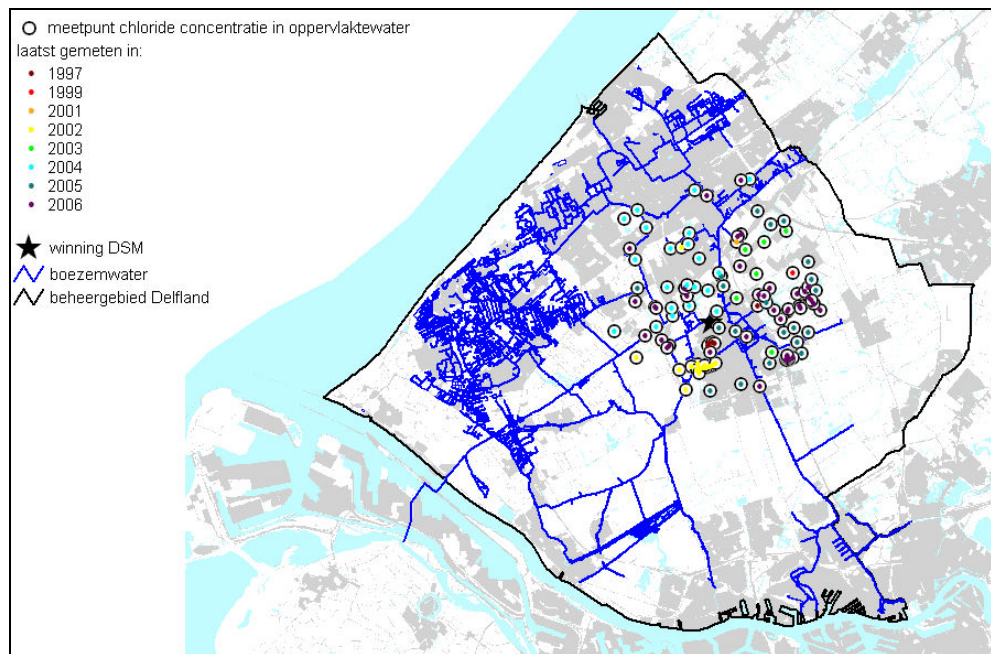 meetpunt chloride concentratie in oppervlaktewater
laatst gemeten in:
1997
1999
2001
2002
2003
2004
2005
2006
winning DSM
boezemwater
beheergebied Delfland